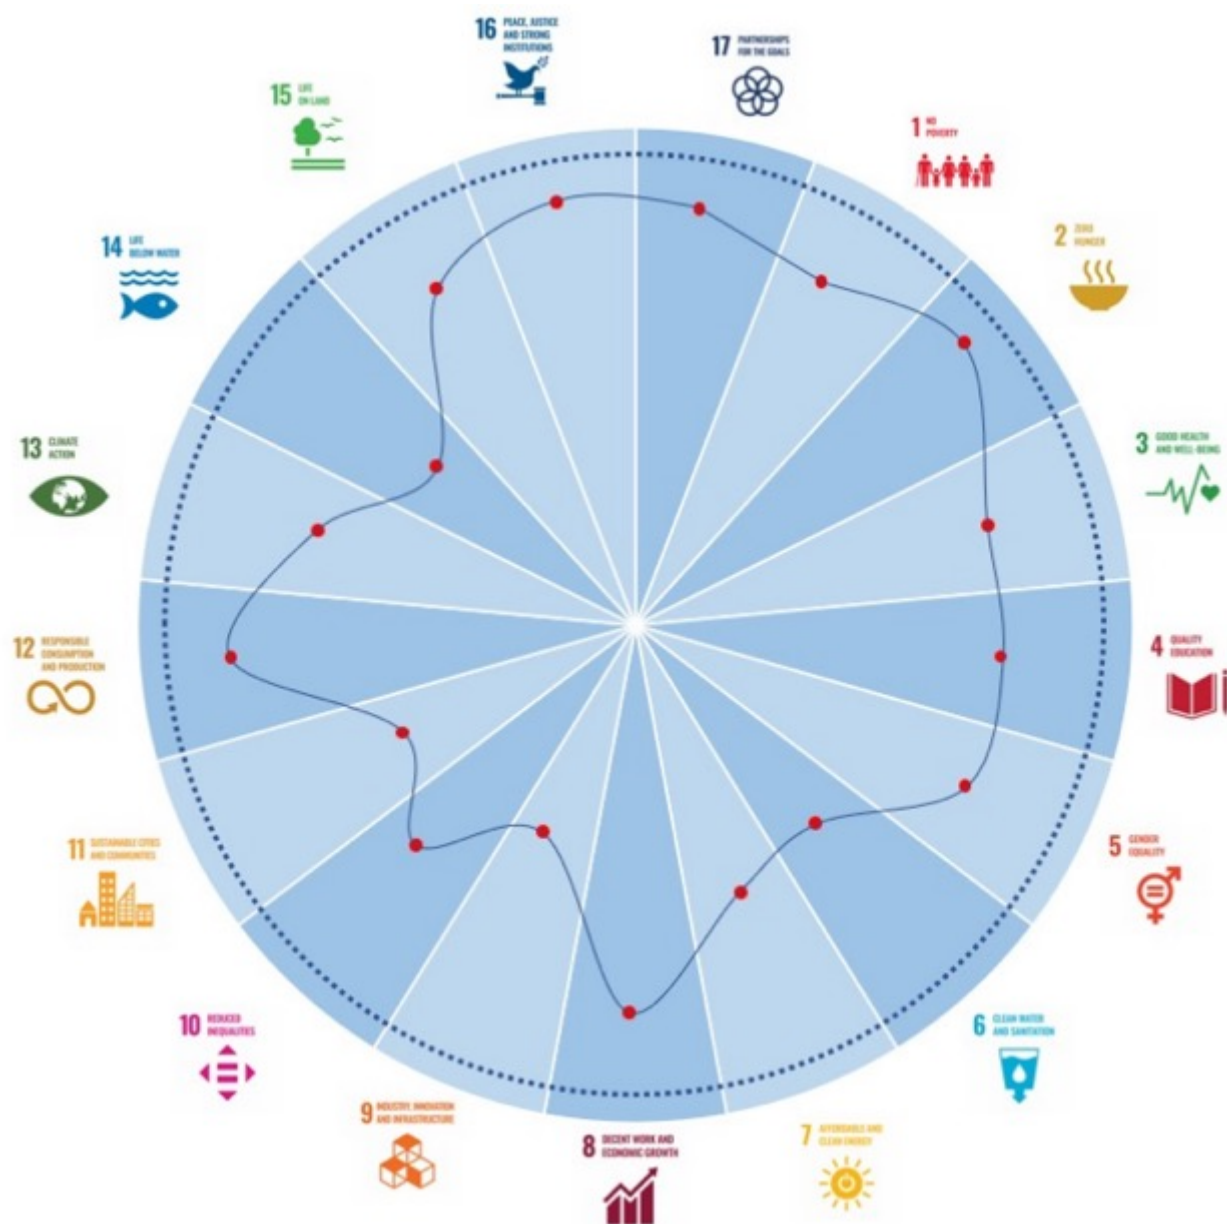 16 PEACE, JUSTICE
AND STRONG
INSTITUTIONS
17 PARTNERSHIPS
FOR THE GOALS
15 LIFE
ON LAND
1 NO
POVERTY
14 LIFE
BELOW WATER
2 ZERO
HUNGER
13 CLIMATE
ACTION
3 GOOD HEALTH
AND WELL-BEING
12 RESPONSIBLE
CONSUMPTION
AND PRODUCTION
4 QUALITY
EDUCATION
11 SUSTAINABLE CITIES
AND COMMUNITIES
5 GENDER
EQUALITY
10 REDUCED
INEQUALITIES
6 CLEAN WATER
AND SANITATION
9 INDUSTRY, INNOVATION
AND INFRASTRUCTURE
8 DECENT WORK AND
ECONOMIC GROWTH
7 AFFORDABLE AND
CLEAN ENERGY